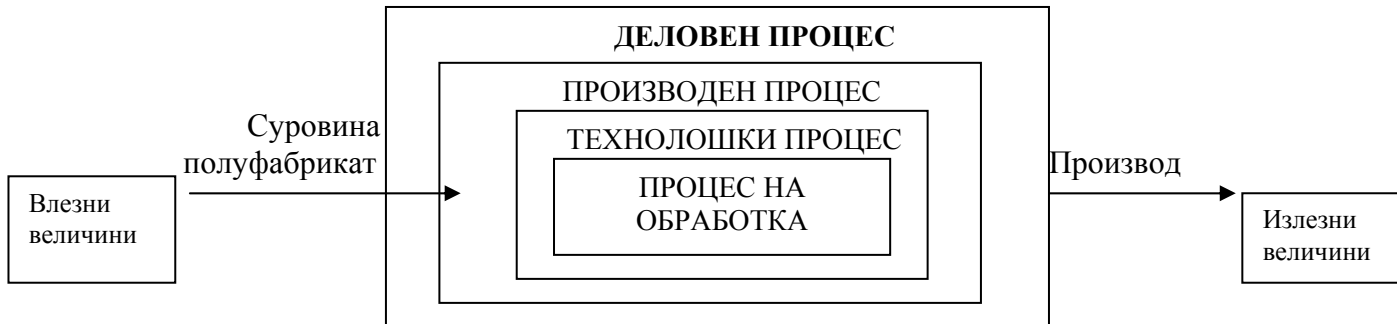 ДЕЛОВЕН ПРОЦЕС
ПРОИЗВОДЕН ПРОЦЕС
Суровина
полуфабрикат
ТЕХНОЛОШКИ ПРОЦЕС
ПРОЦЕС НА
ОБРАБОТКА
Производ
Влезни
величини
Излезни
величини